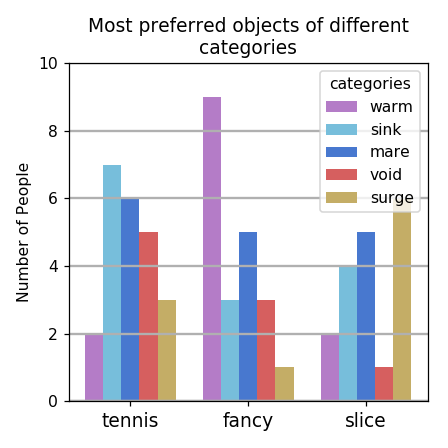 Most preferred objects of different
categories
10
8
6
4
2
0
Number of People
categories
warm
sink
mare
void
surge
tennis fancy slice